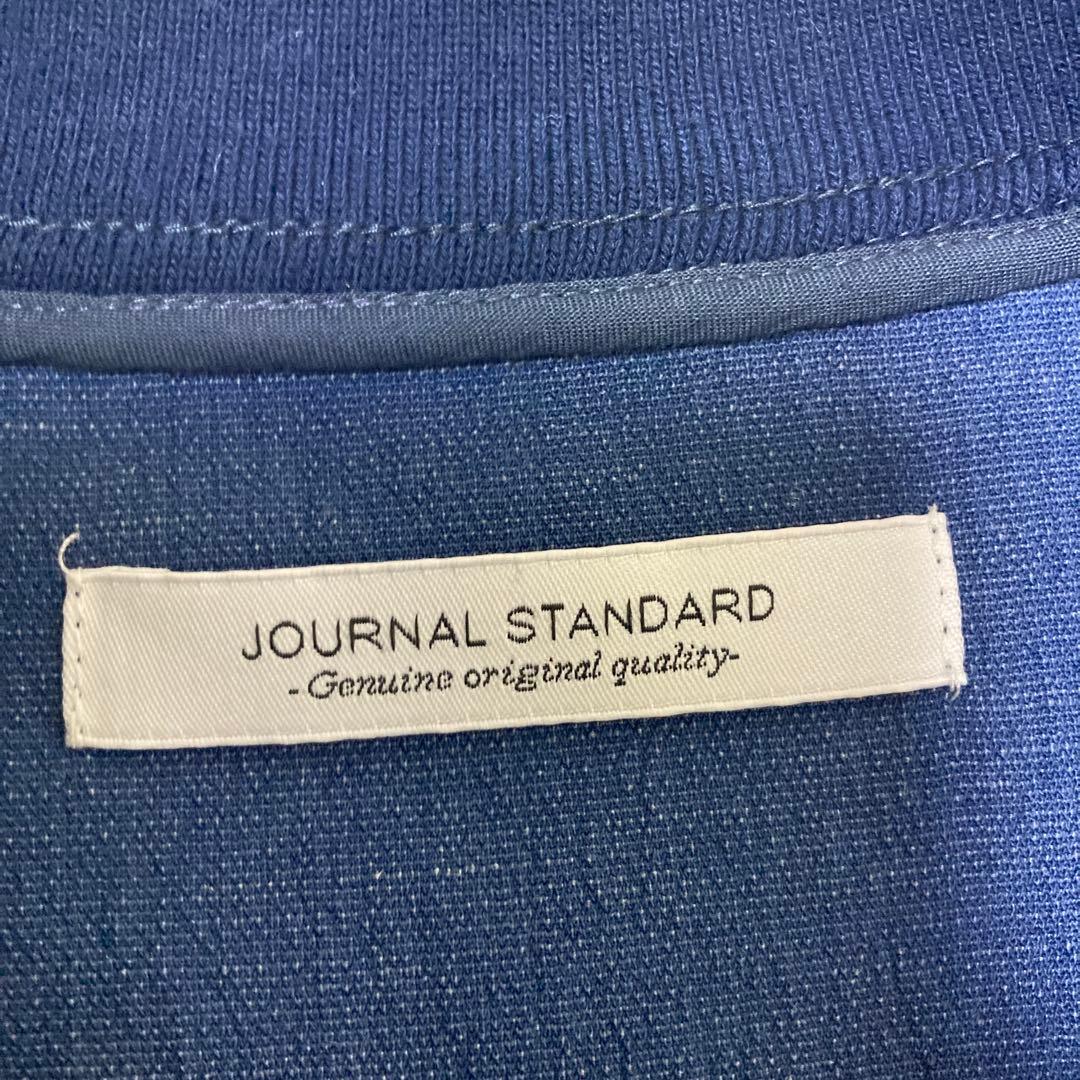 JOURNAL STANDARD
-Genuine original quality-